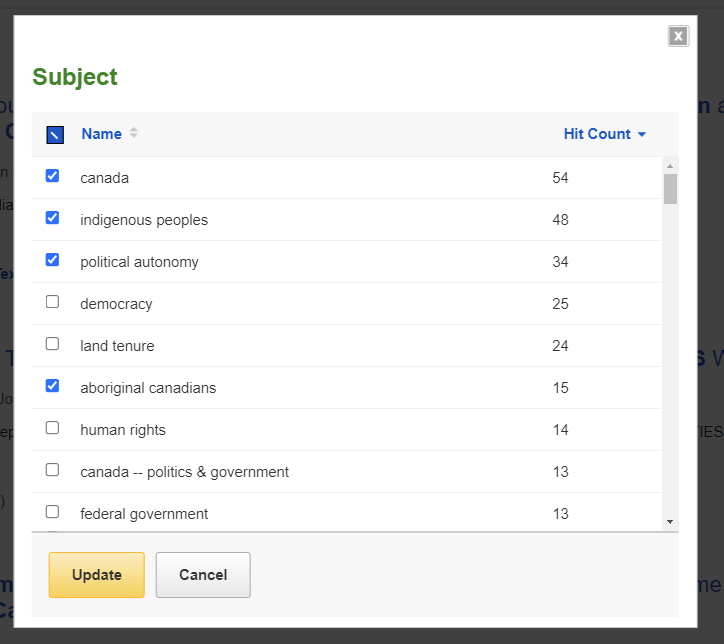 x
Subject
Name Hit Count
canada 54
indigenous peoples 48
political autonomy 34
democracy 25
land tenure 24
aboriginal canadians 15
human rights 14
canada -- politics & government 13
federal government 13
Update Cancel